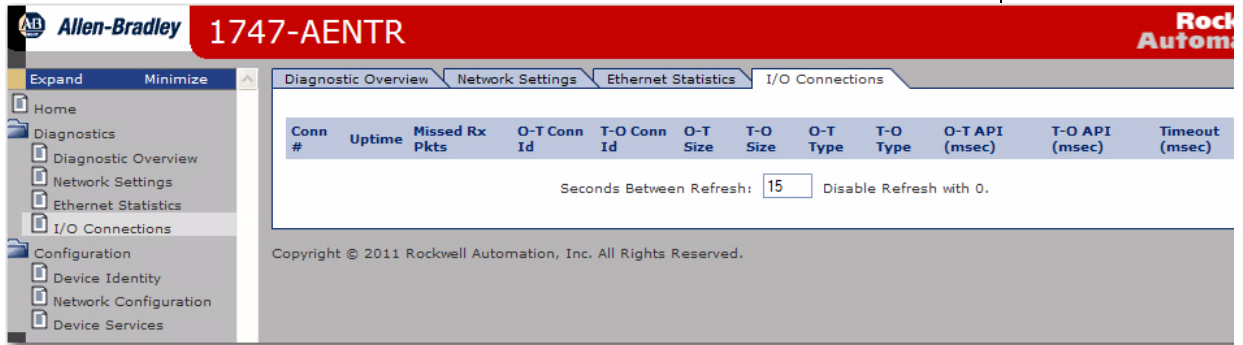 AB Allen-Bradley 1747-AENTR
Rock
Automa
Expand Minimize
Home
Diagnostics
Diagnostic Overview
Network Settings
Ethernet Statistics
I/O Connections
Configuration
Device Identity
Network Configuration
Device Services
Diagnostic Overview Network Settings Ethernet Statistics I/O Connections
Conn # Uptime Missed Rx Pkts O-T Conn Id T-O Conn Id O-T Size T-O Size O-T Type T-O Type O-T API (msec) T-O API (msec) Timeout (msec)
Seconds Between Refresh: 15 Disable Refresh with 0.
Copyright © 2011 Rockwell Automation, Inc. All Rights Reserved.